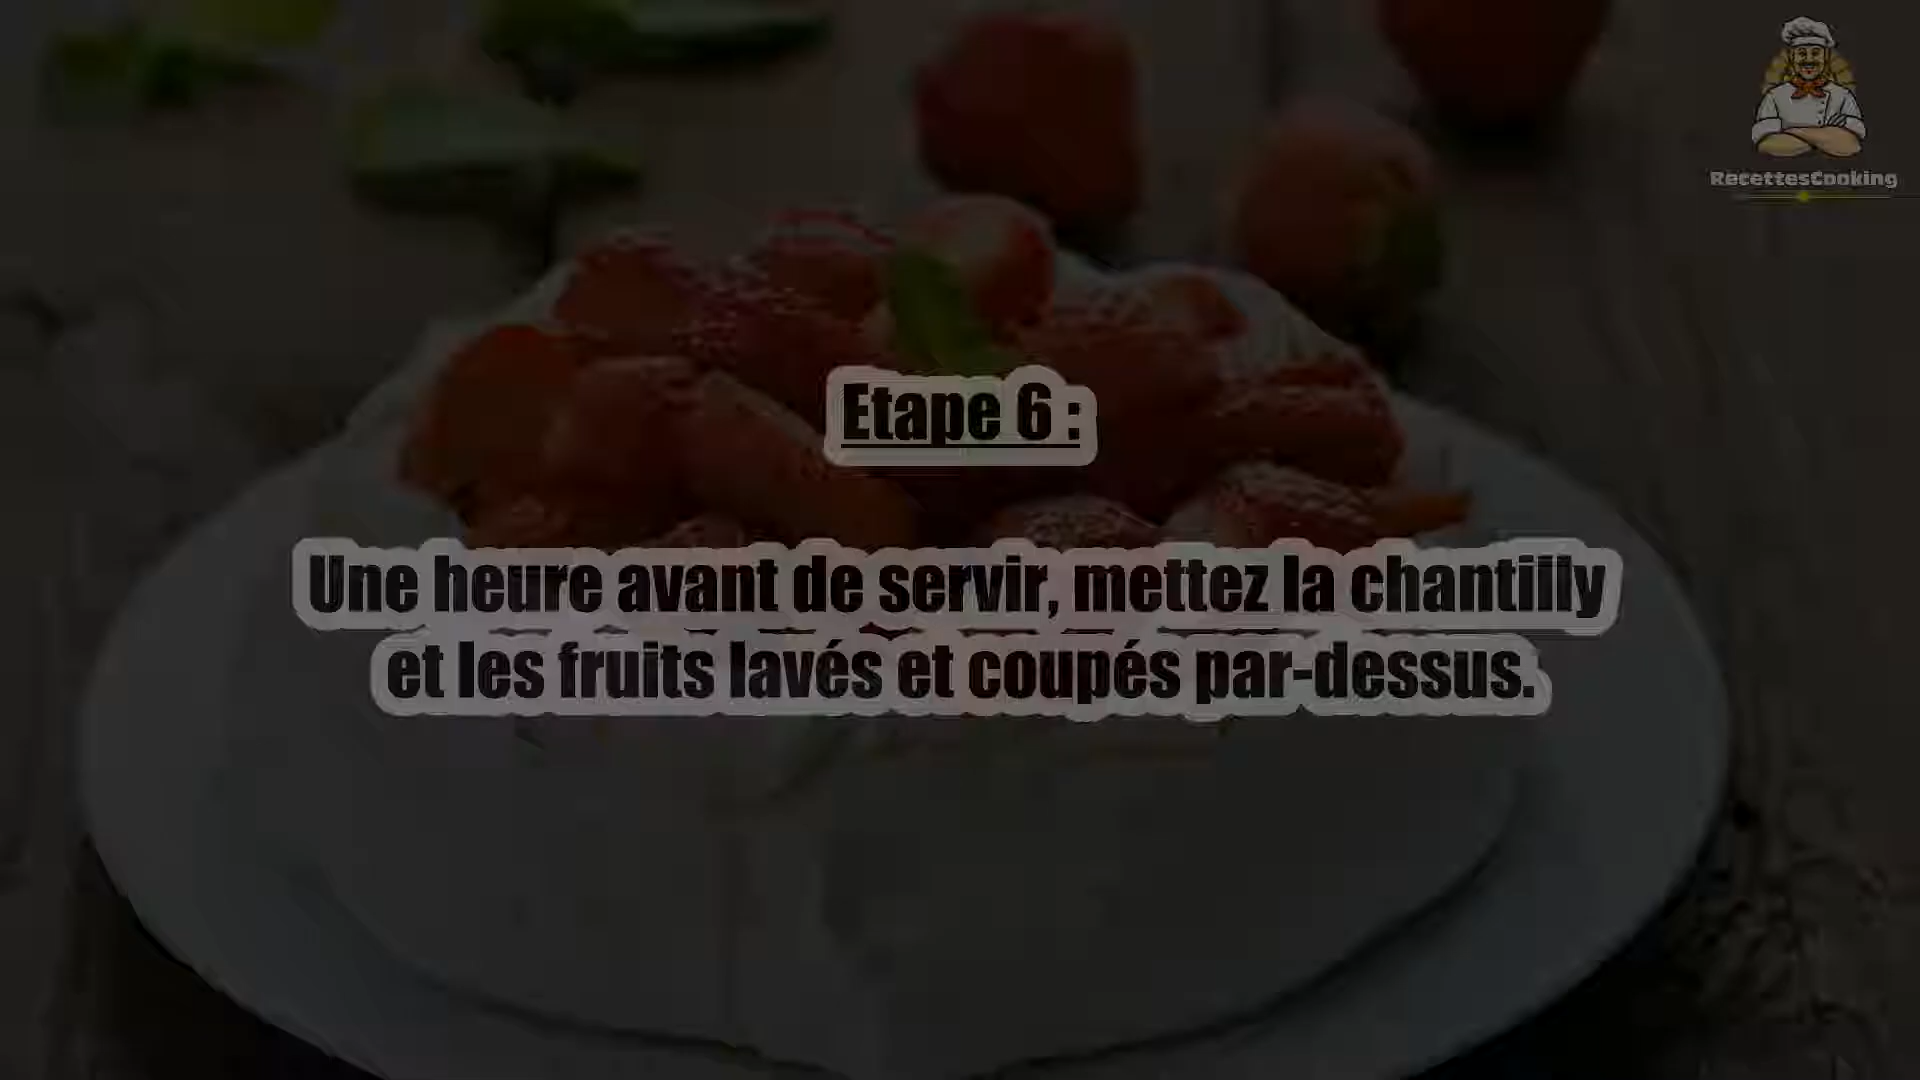 RecettesCooking
Etape 6 :
Une heure avant de servir, mettez la chantilly
et les fruits lavés et coupés par-dessus.